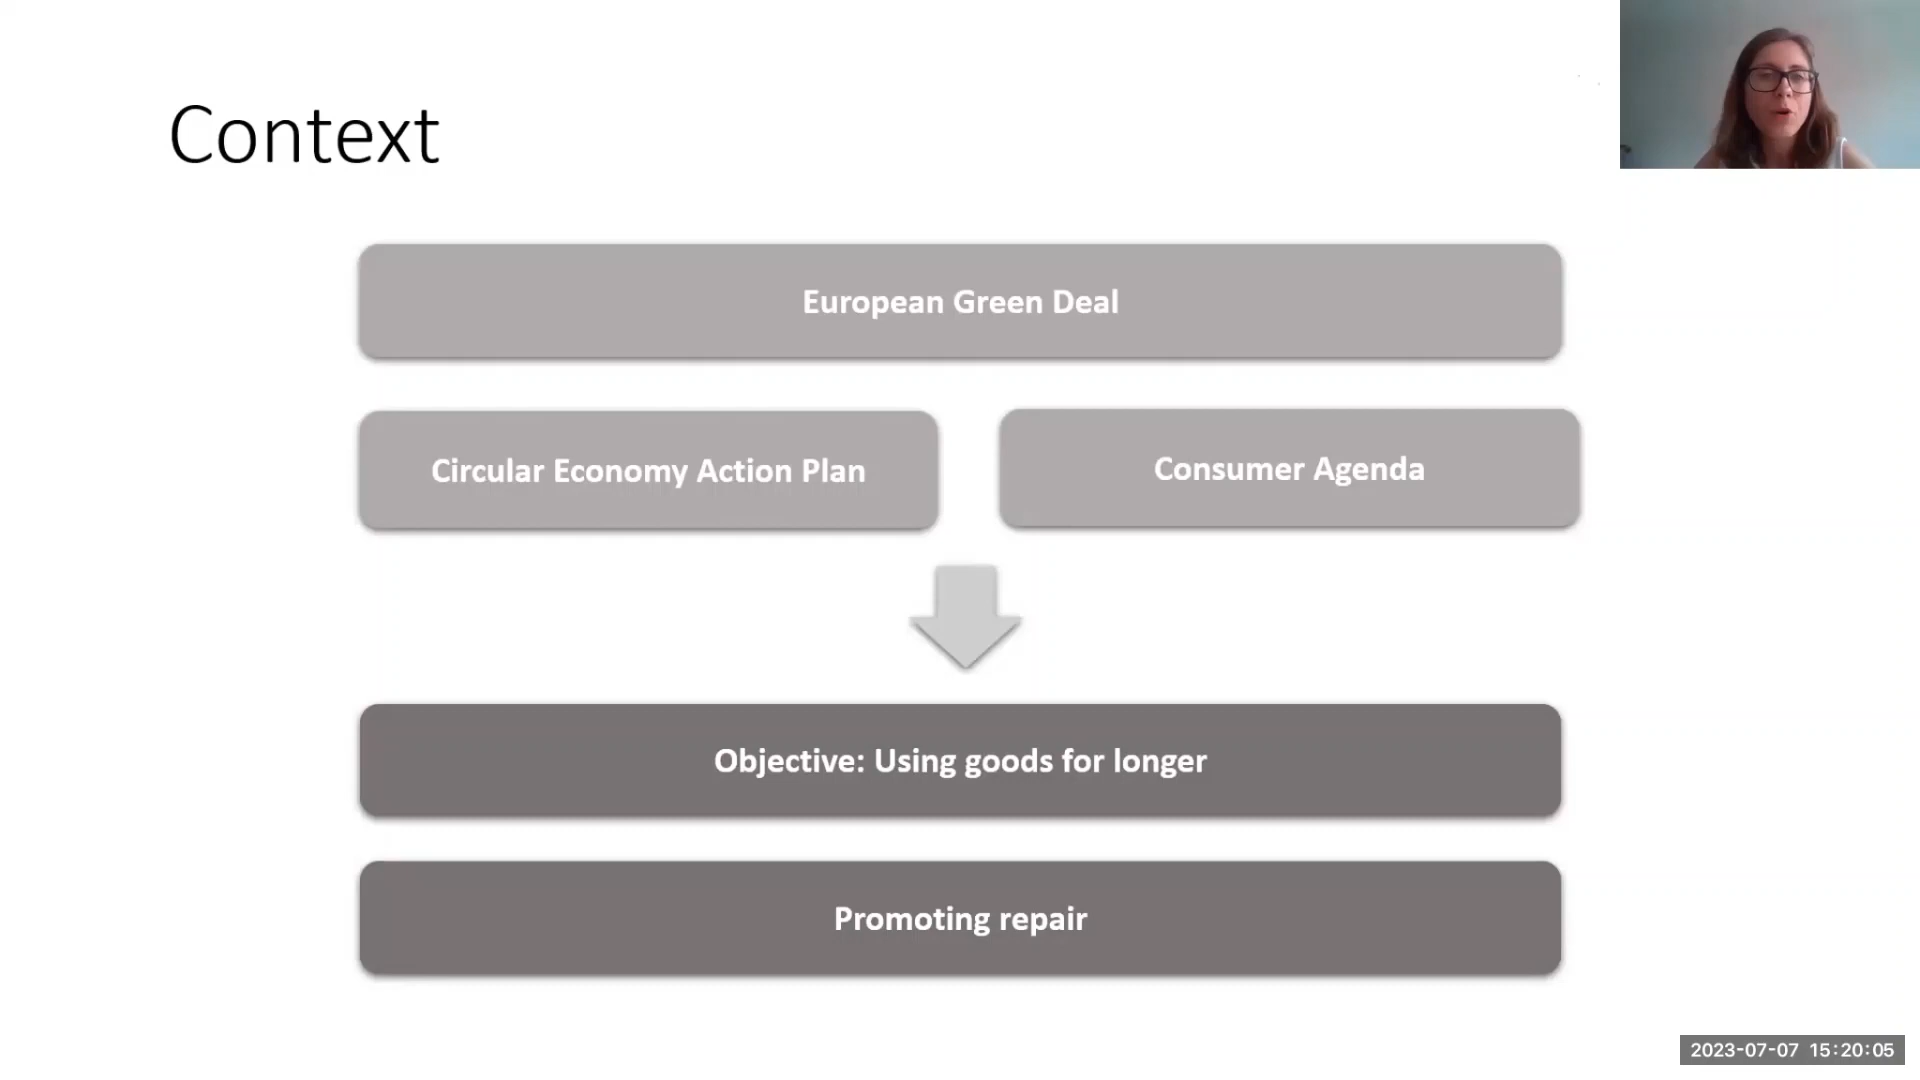 Context
European Green Deal
Circular Economy Action Plan
Consumer Agenda
Objective: Using goods for longer
Promoting repair
2023-07-07 15:20:05